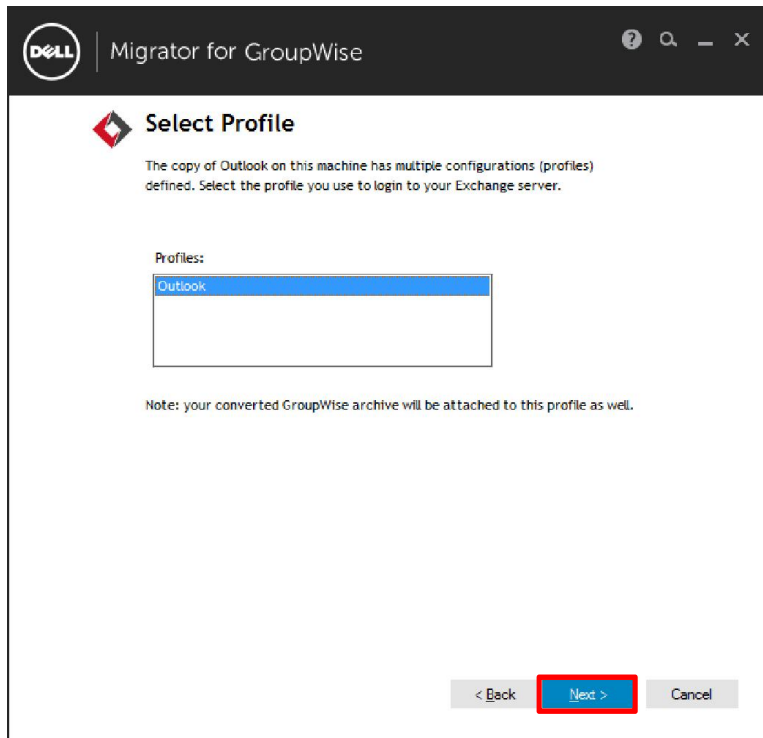 DELL
Migrator for GroupWise
?
Select Profile
The copy of Outlook on this machine has multiple configurations (profiles)
defined. Select the profile you use to login to your Exchange server.
Profiles:
Outlook
Note: your converted GroupWise archive will be attached to this profile as well.
< Back Next > Cancel